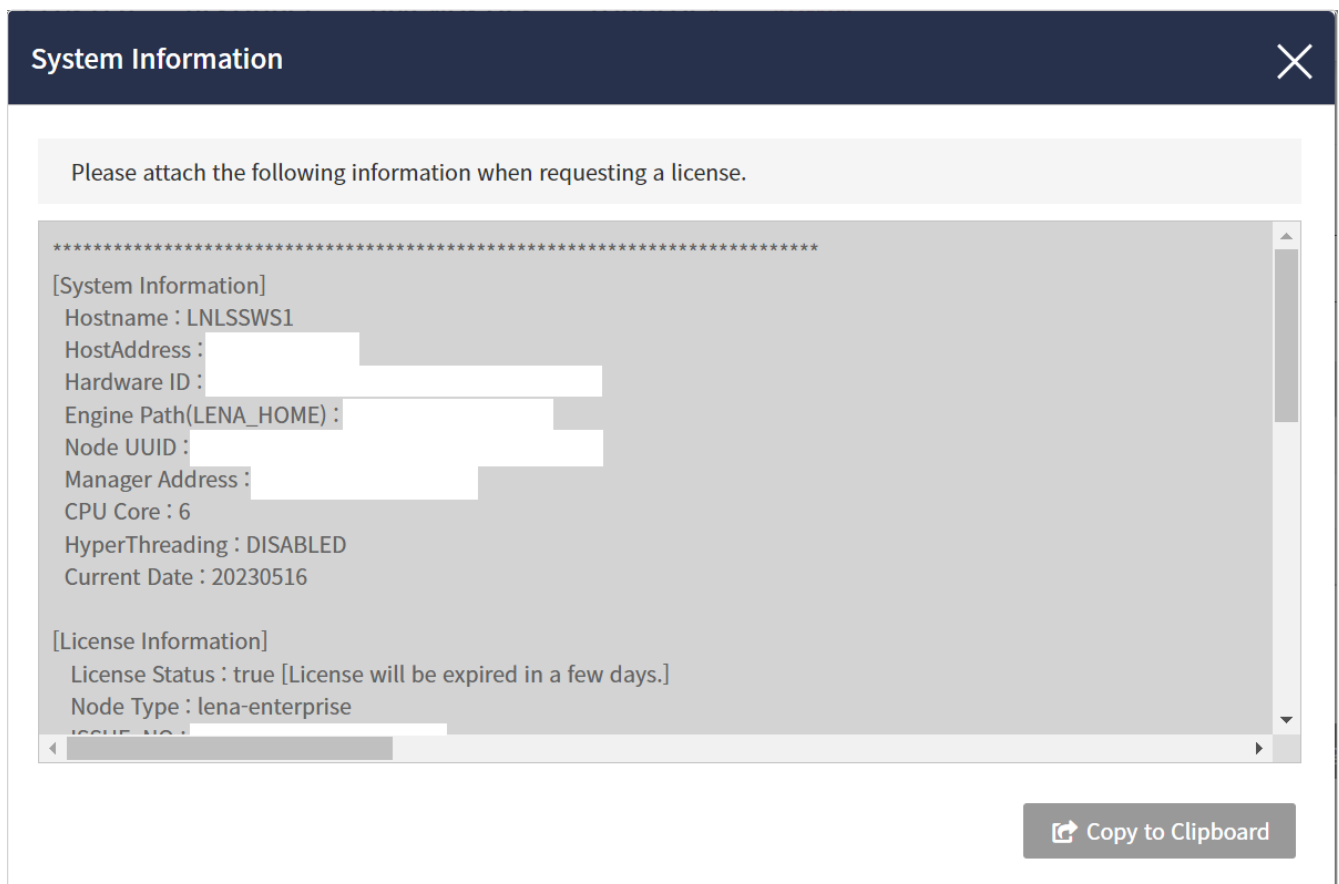 System Information
Please attach the following information when requesting a license.
****************************************************************************
[System Information]
Hostname : LNLSSWS1
HostAddress :
Hardware ID :
Engine Path(LENA_HOME) :
Node UUID :
Manager Address :
CPU Core : 6
HyperThreading : DISABLED
Current Date : 20230516
[License Information]
License Status : true [License will be expired in a few days.]
Node Type : lena-enterprise
Copy to Clipboard